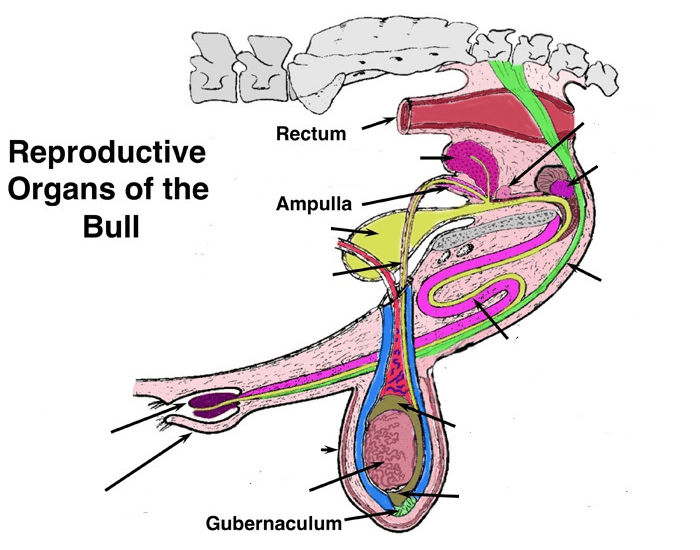 Reproductive
Organs of the
Bull
Rectum
Ampulla
Gubernaculum